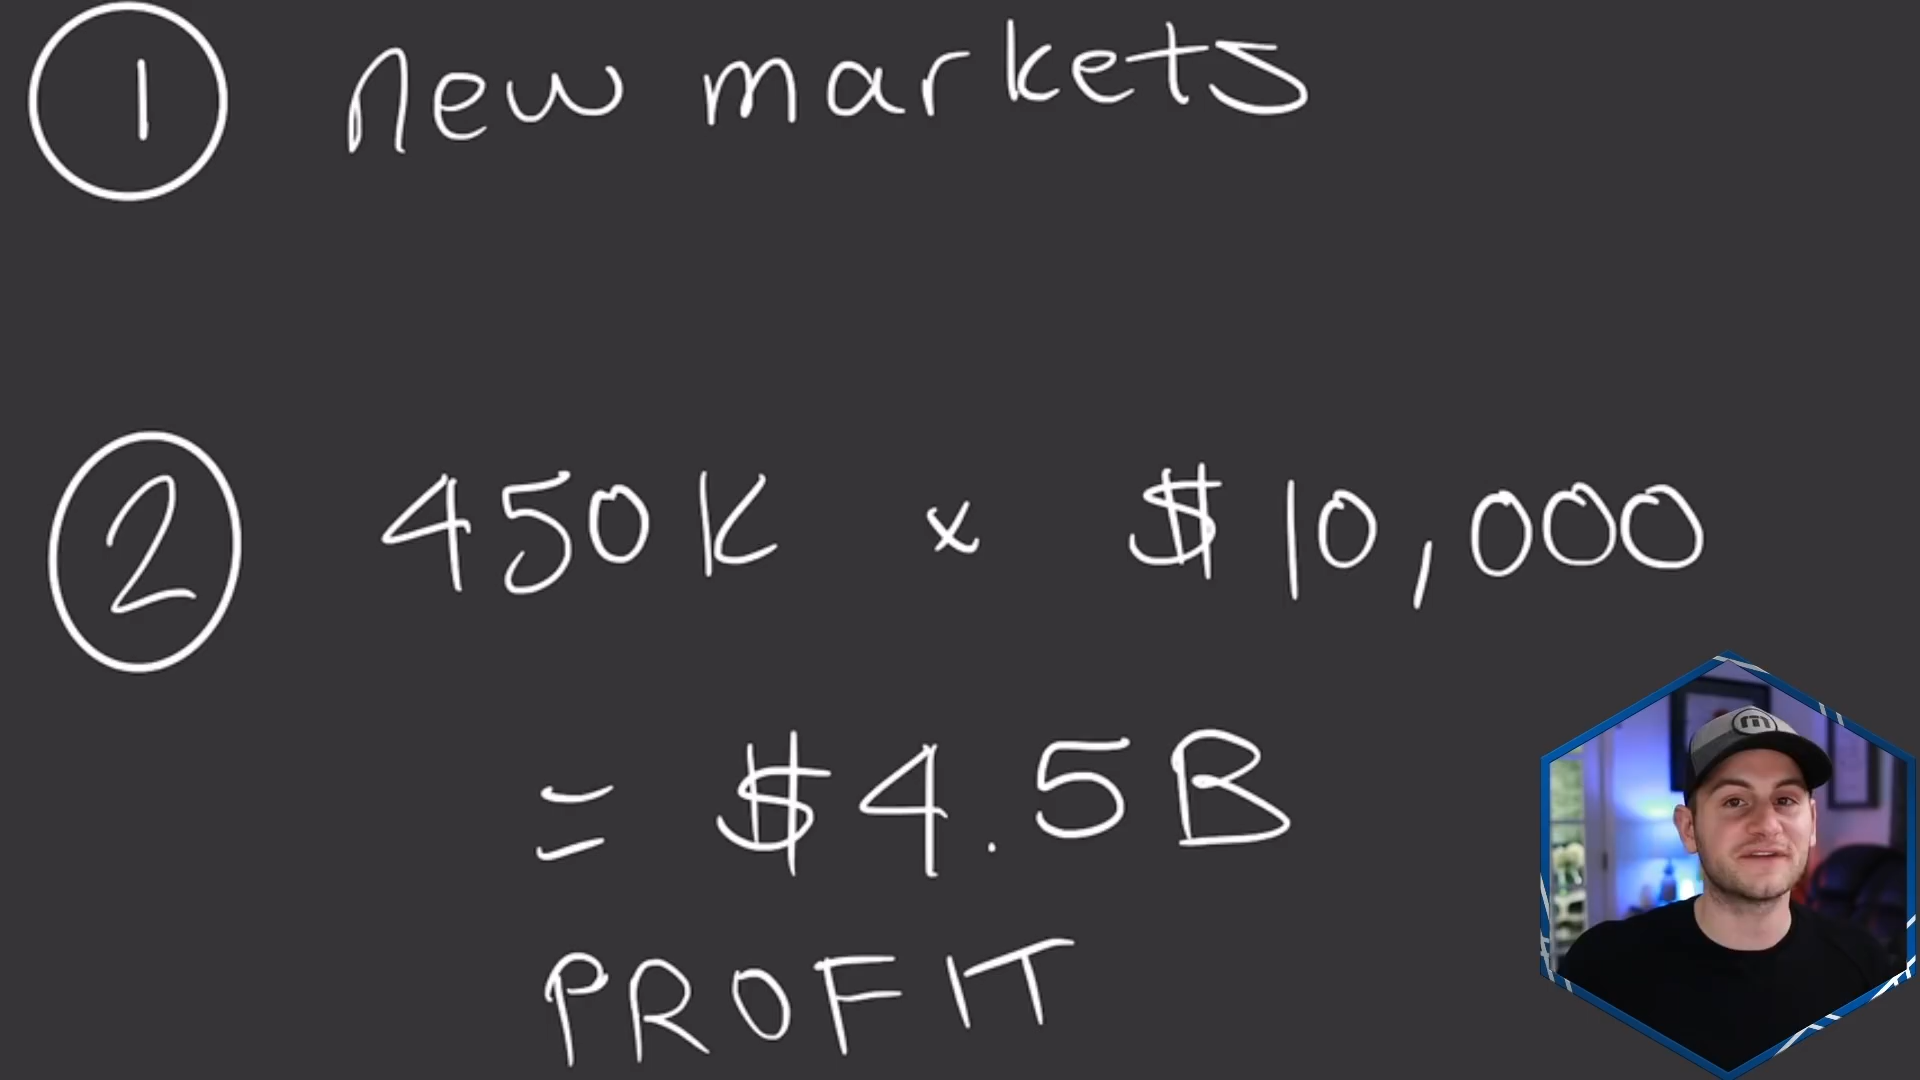 1 new markets
2 450K x $10,000
= $4.5B
PROFIT
m